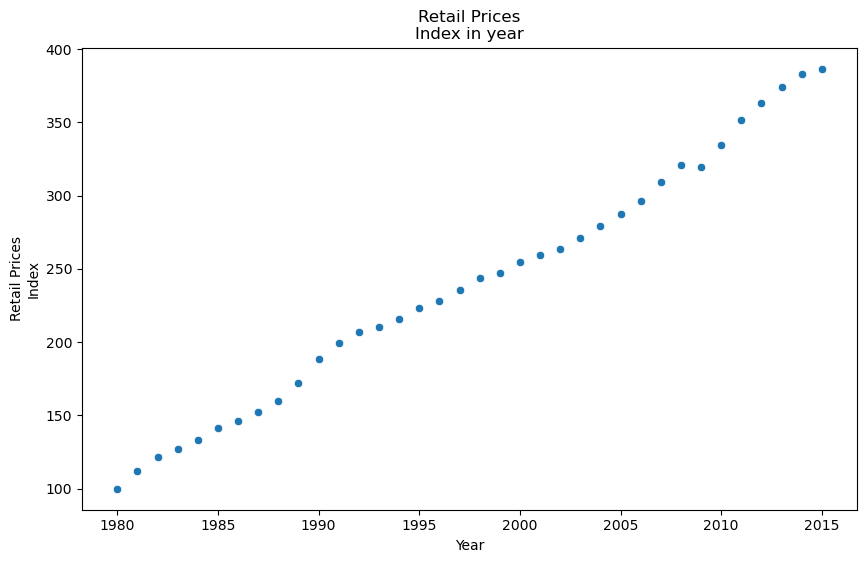 Retail Prices
Index in year
400
350
300
250
200
150
100
Retail Prices
Index
1980 1985 1990 1995 2000 2005 2010 2015
Year